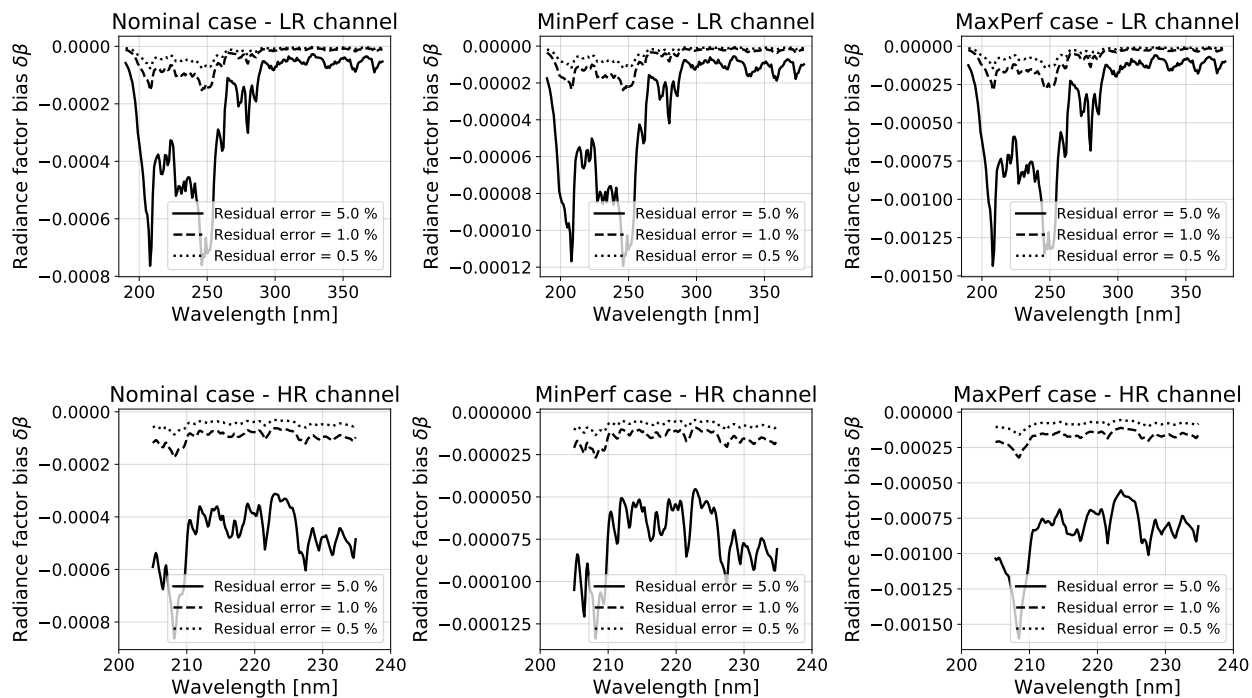 Nominal case - LR channel
Radiance factor bias δβ
0.0000
−0.0002
−0.0004
−0.0006
−0.0008
Residual error = 5.0 %
Residual error = 1.0 %
Residual error = 0.5 %
200 250 300 350
Wavelength [nm]
MinPerf case - LR channel
Radiance factor bias δβ
0.00000
−0.00002
−0.00004
−0.00006
−0.00008
−0.00010
−0.00012
Residual error = 5.0 %
Residual error = 1.0 %
Residual error = 0.5 %
200 250 300 350
Wavelength [nm]
MaxPerf case - LR channel
Radiance factor bias δβ
0.00000
−0.00025
−0.00050
−0.00075
−0.00100
−0.00125
−0.00150
Residual error = 5.0 %
Residual error = 1.0 %
Residual error = 0.5 %
200 250 300 350
Wavelength [nm]
Nominal case - HR channel
Radiance factor bias δβ
0.0000
−0.0002
−0.0004
−0.0006
−0.0008
Residual error = 5.0 %
Residual error = 1.0 %
Residual error = 0.5 %
200 210 220 230 240
Wavelength [nm]
MinPerf case - HR channel
Radiance factor bias δβ
0.000000
−0.000025
−0.000050
−0.000075
−0.000100
−0.000125
Residual error = 5.0 %
Residual error = 1.0 %
Residual error = 0.5 %
200 210 220 230 240
Wavelength [nm]
MaxPerf case - HR channel
Radiance factor bias δβ
0.00000
−0.00025
−0.00050
−0.00075
−0.00100
−0.00125
−0.00150
Residual error = 5.0 %
Residual error = 1.0 %
Residual error = 0.5 %
200 210 220 230 240
Wavelength [nm]